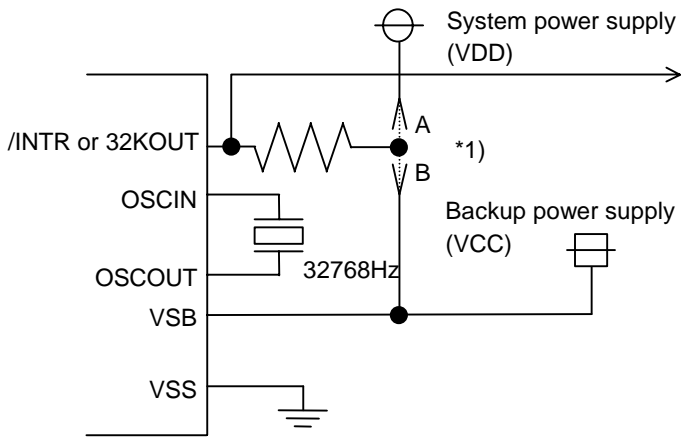 System power supply
(VDD)
/INTR or 32KOUT
A
*1)
B
OSCIN
Backup power supply
(VCC)
OSCOUT
32768Hz
VSB
VSS